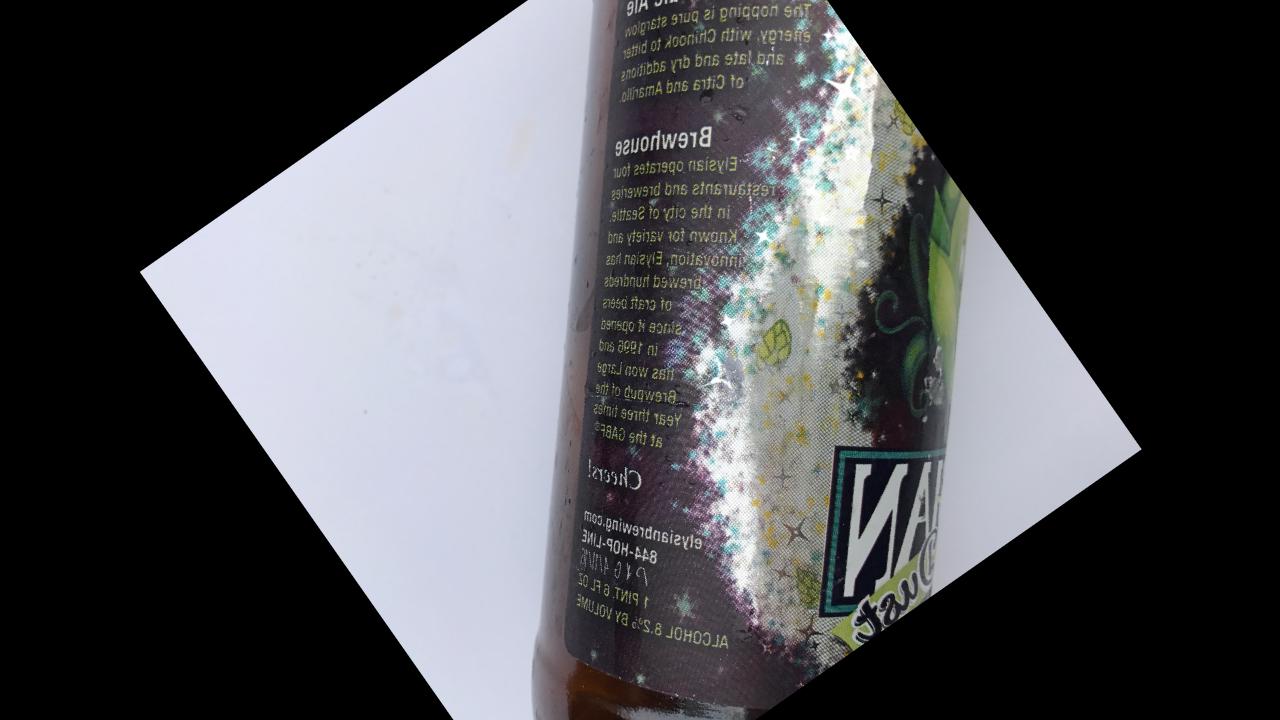 Ale
The hopping is pure starglow
energy, with Chinook to bitter
and late and dry additions
of Citra and Amarillo.
Brewhouse
Elysian operates four
restaurants and breweries
in the city of Seattle.
Known for variety and
innovation, Elysian has
brewed hundreds
of craft beers
since it opened
in 1996 and
has won Large
Brewpub of the
Year three times
at the GABF®
Cheers!
elysianbrewing.com
844-HOP-LINE
1 PINT. 6 FL OZ
ALCOHOL 8.2% BY VOLUME
AN
Dust